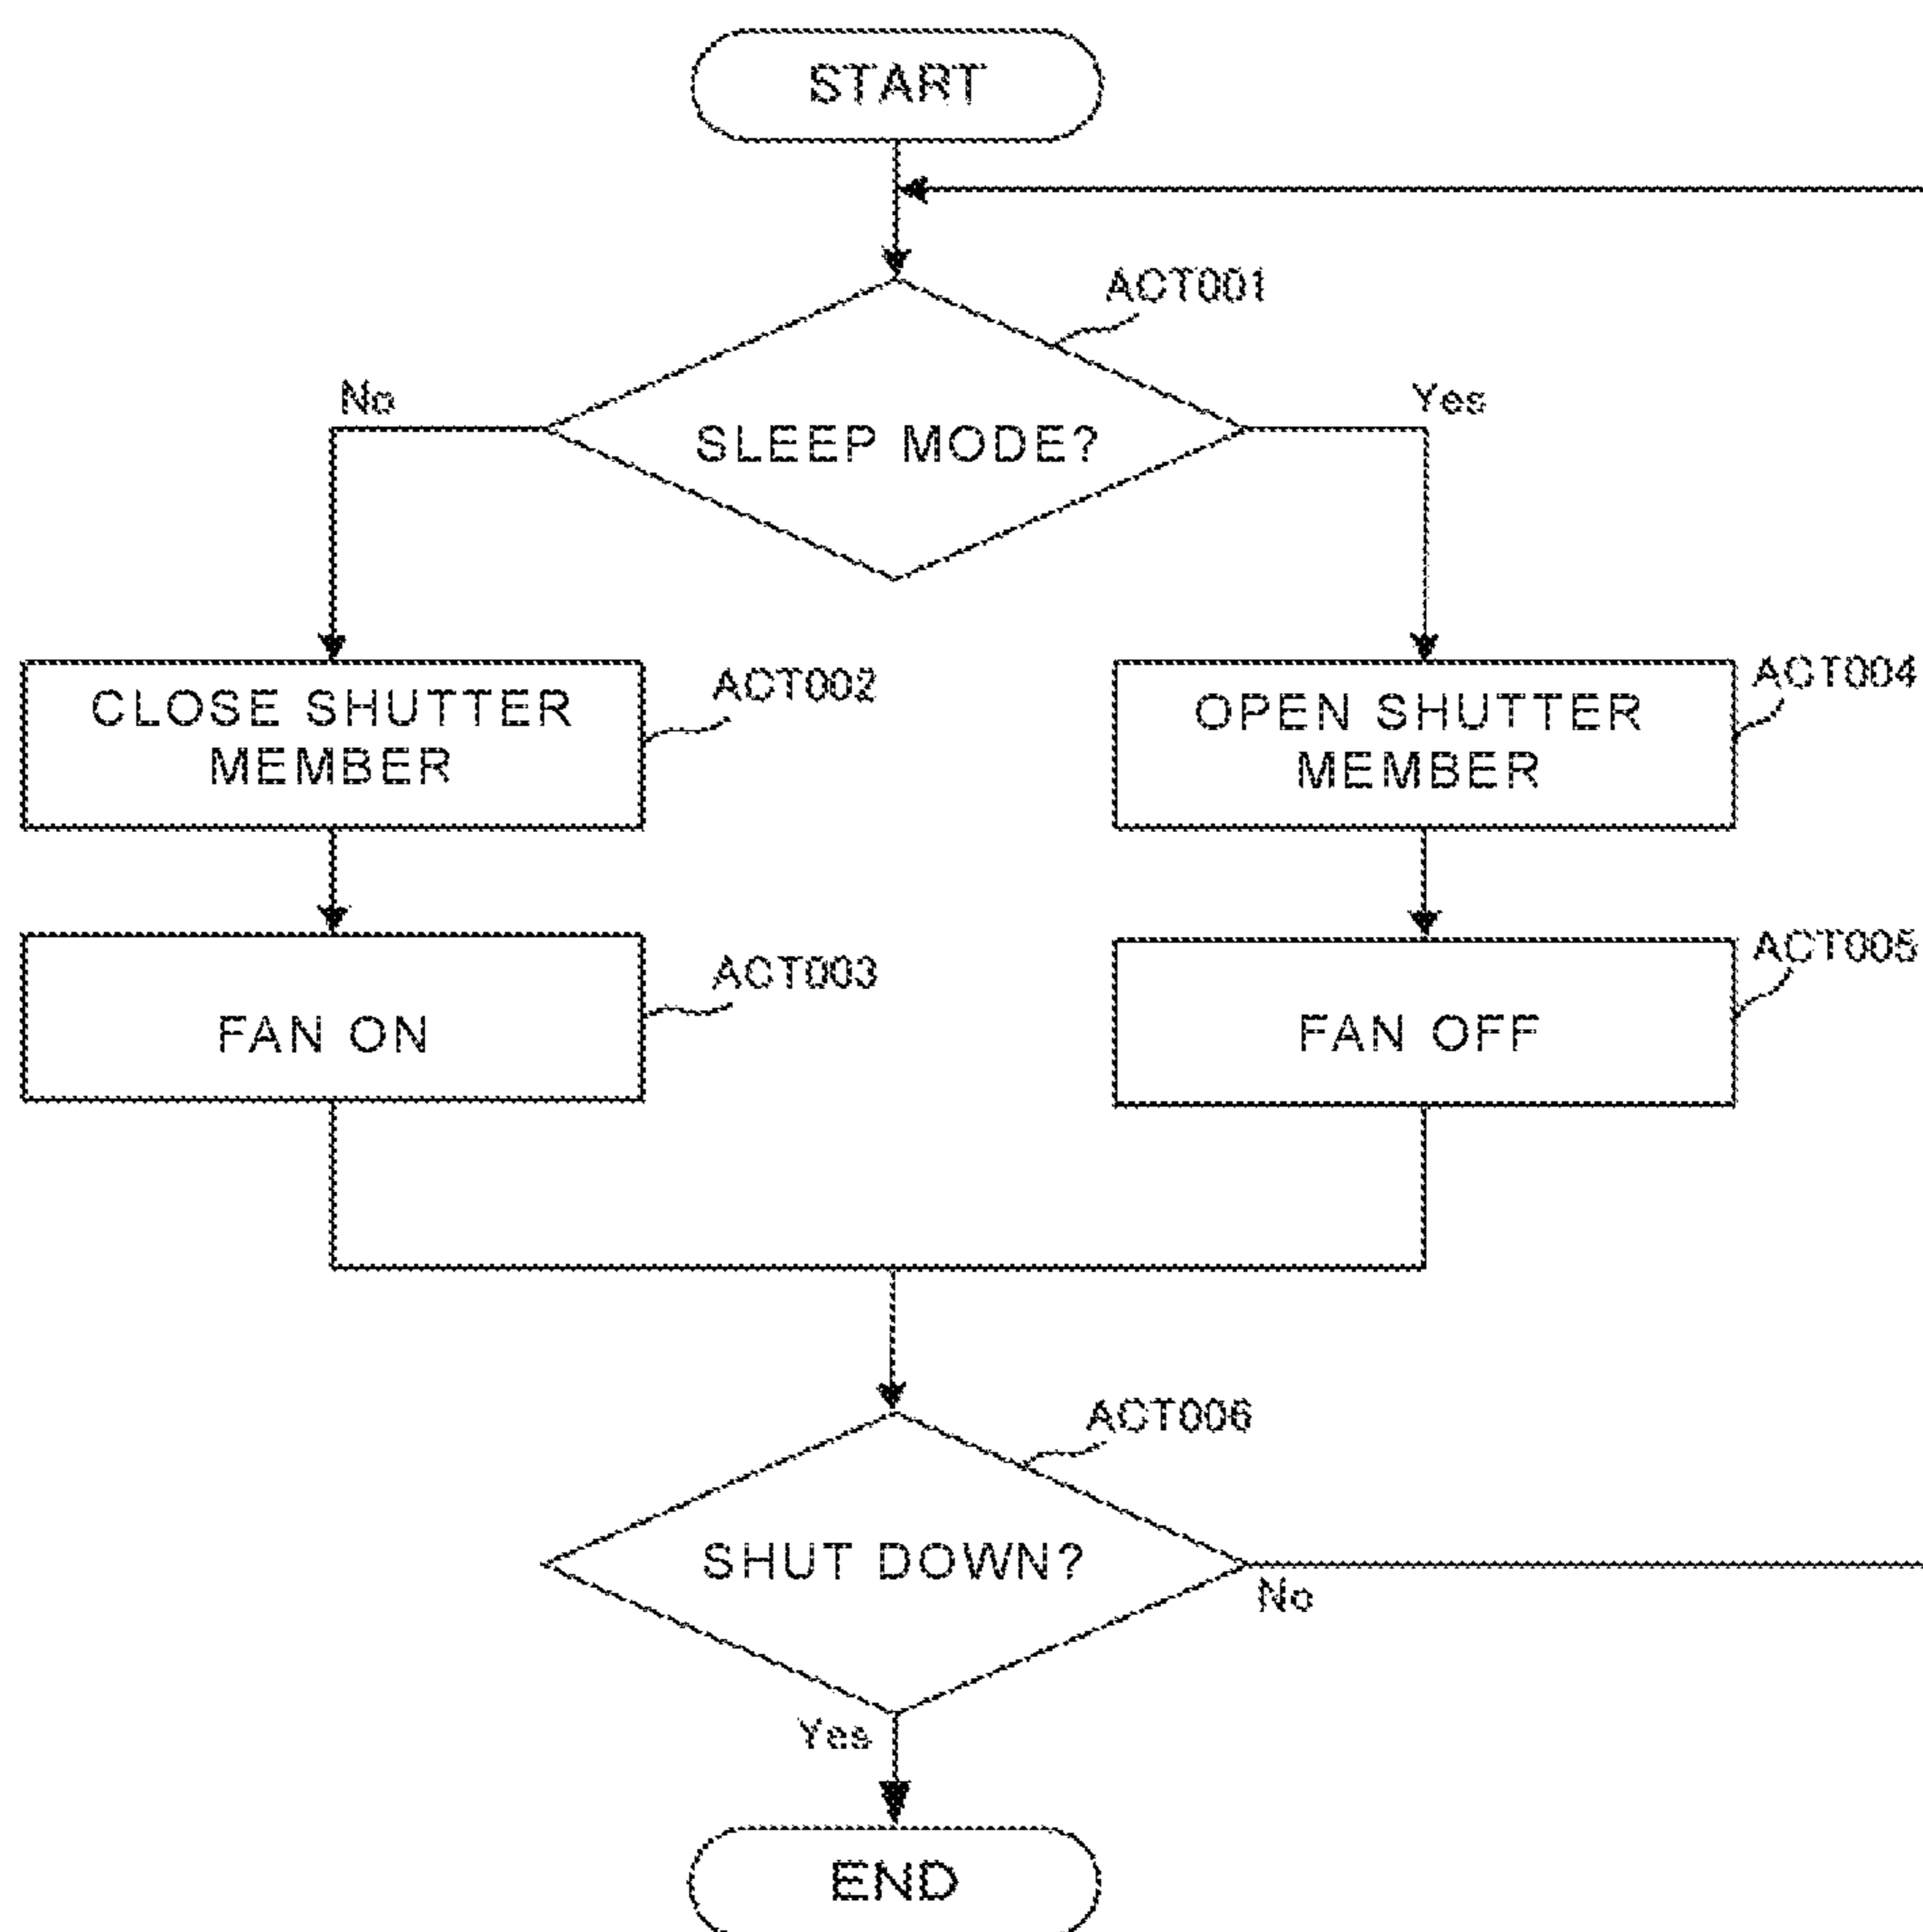 START
ACT001
No
Yes
SLEEP MODE?
ACT002
ACT004
CLOSE SHUTTER
MEMBER
OPEN SHUTTER
MEMBER
ACT003
ACT005
FAN ON
FAN OFF
ACT006
SHUT DOWN?
No
Yes
END